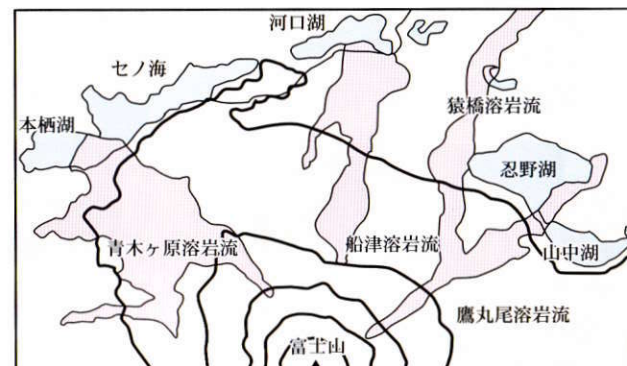 河口湖
セノ海
猿橋溶岩流
本栖湖
忍野湖
青木ヶ原溶岩流
船津溶岩流
山中湖
鷹丸尾溶岩流
富士山